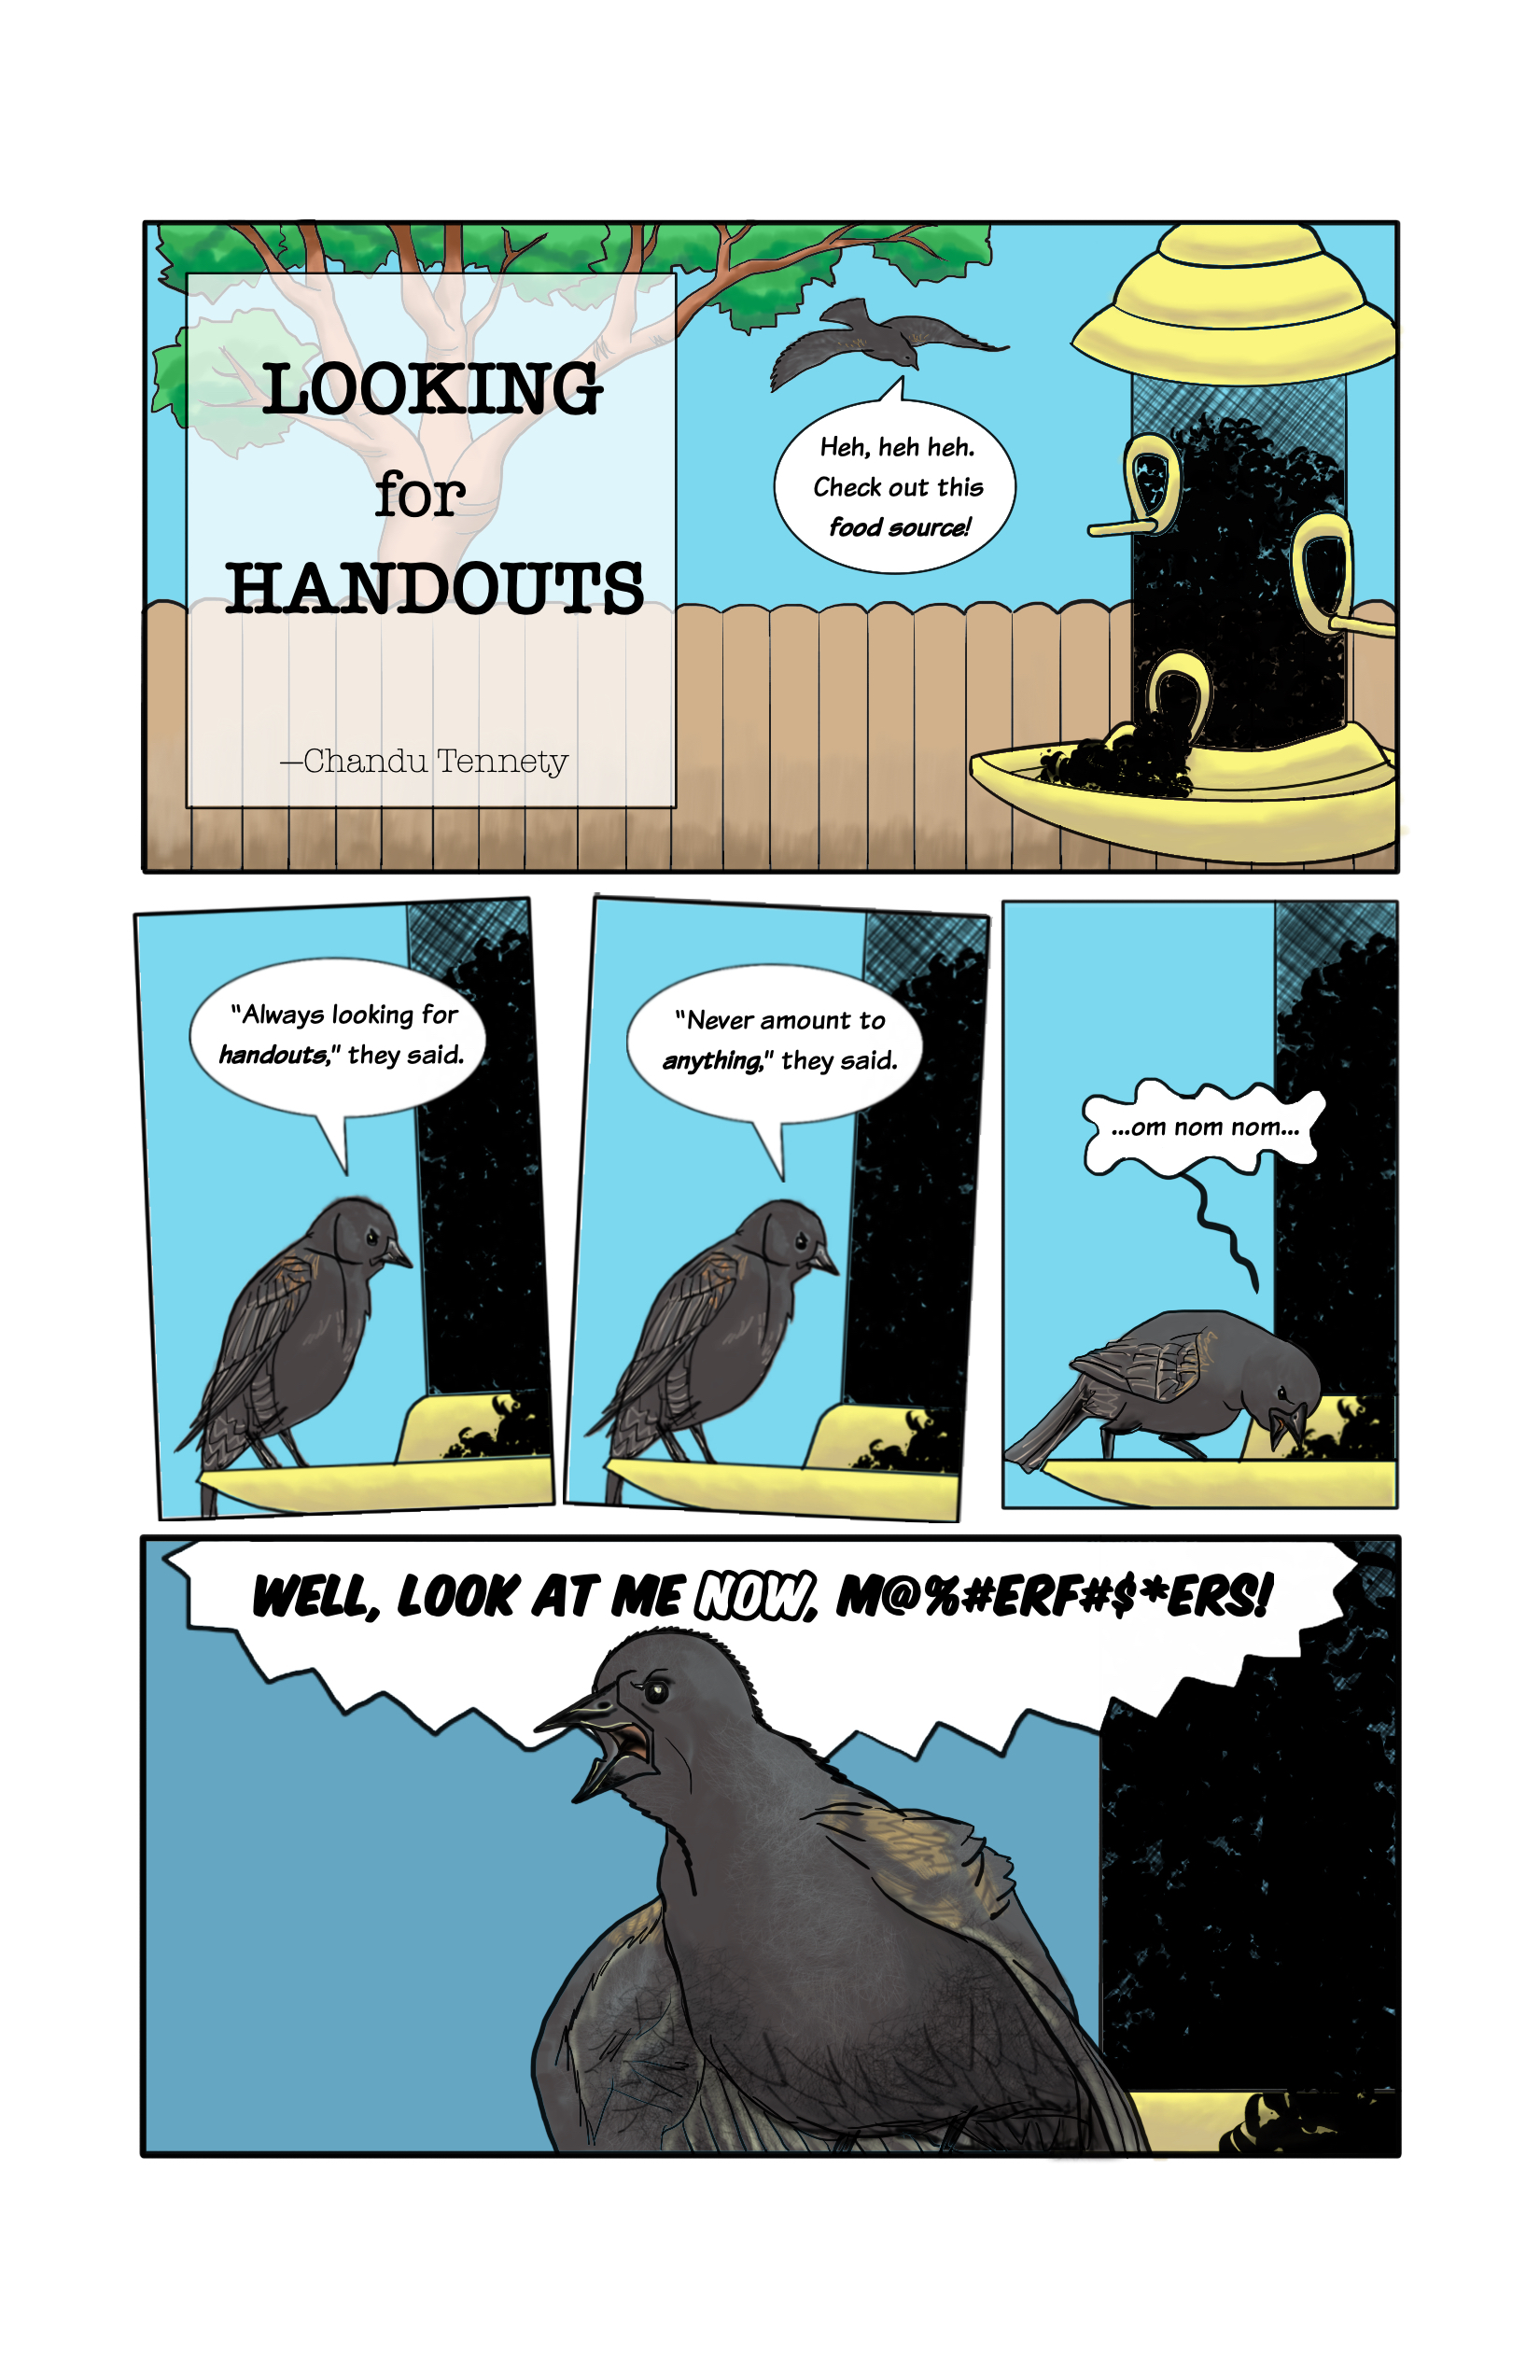 LOOKING
for
HANDOUTS
—Chandu Tennety
Heh, heh heh.
Check out this
food source!
"Always looking for
handouts," they said.
"Never amount to
anything," they said.
...om nom nom...
WELL, LOOK AT ME NOW, M@%#ERF#$*ERS!